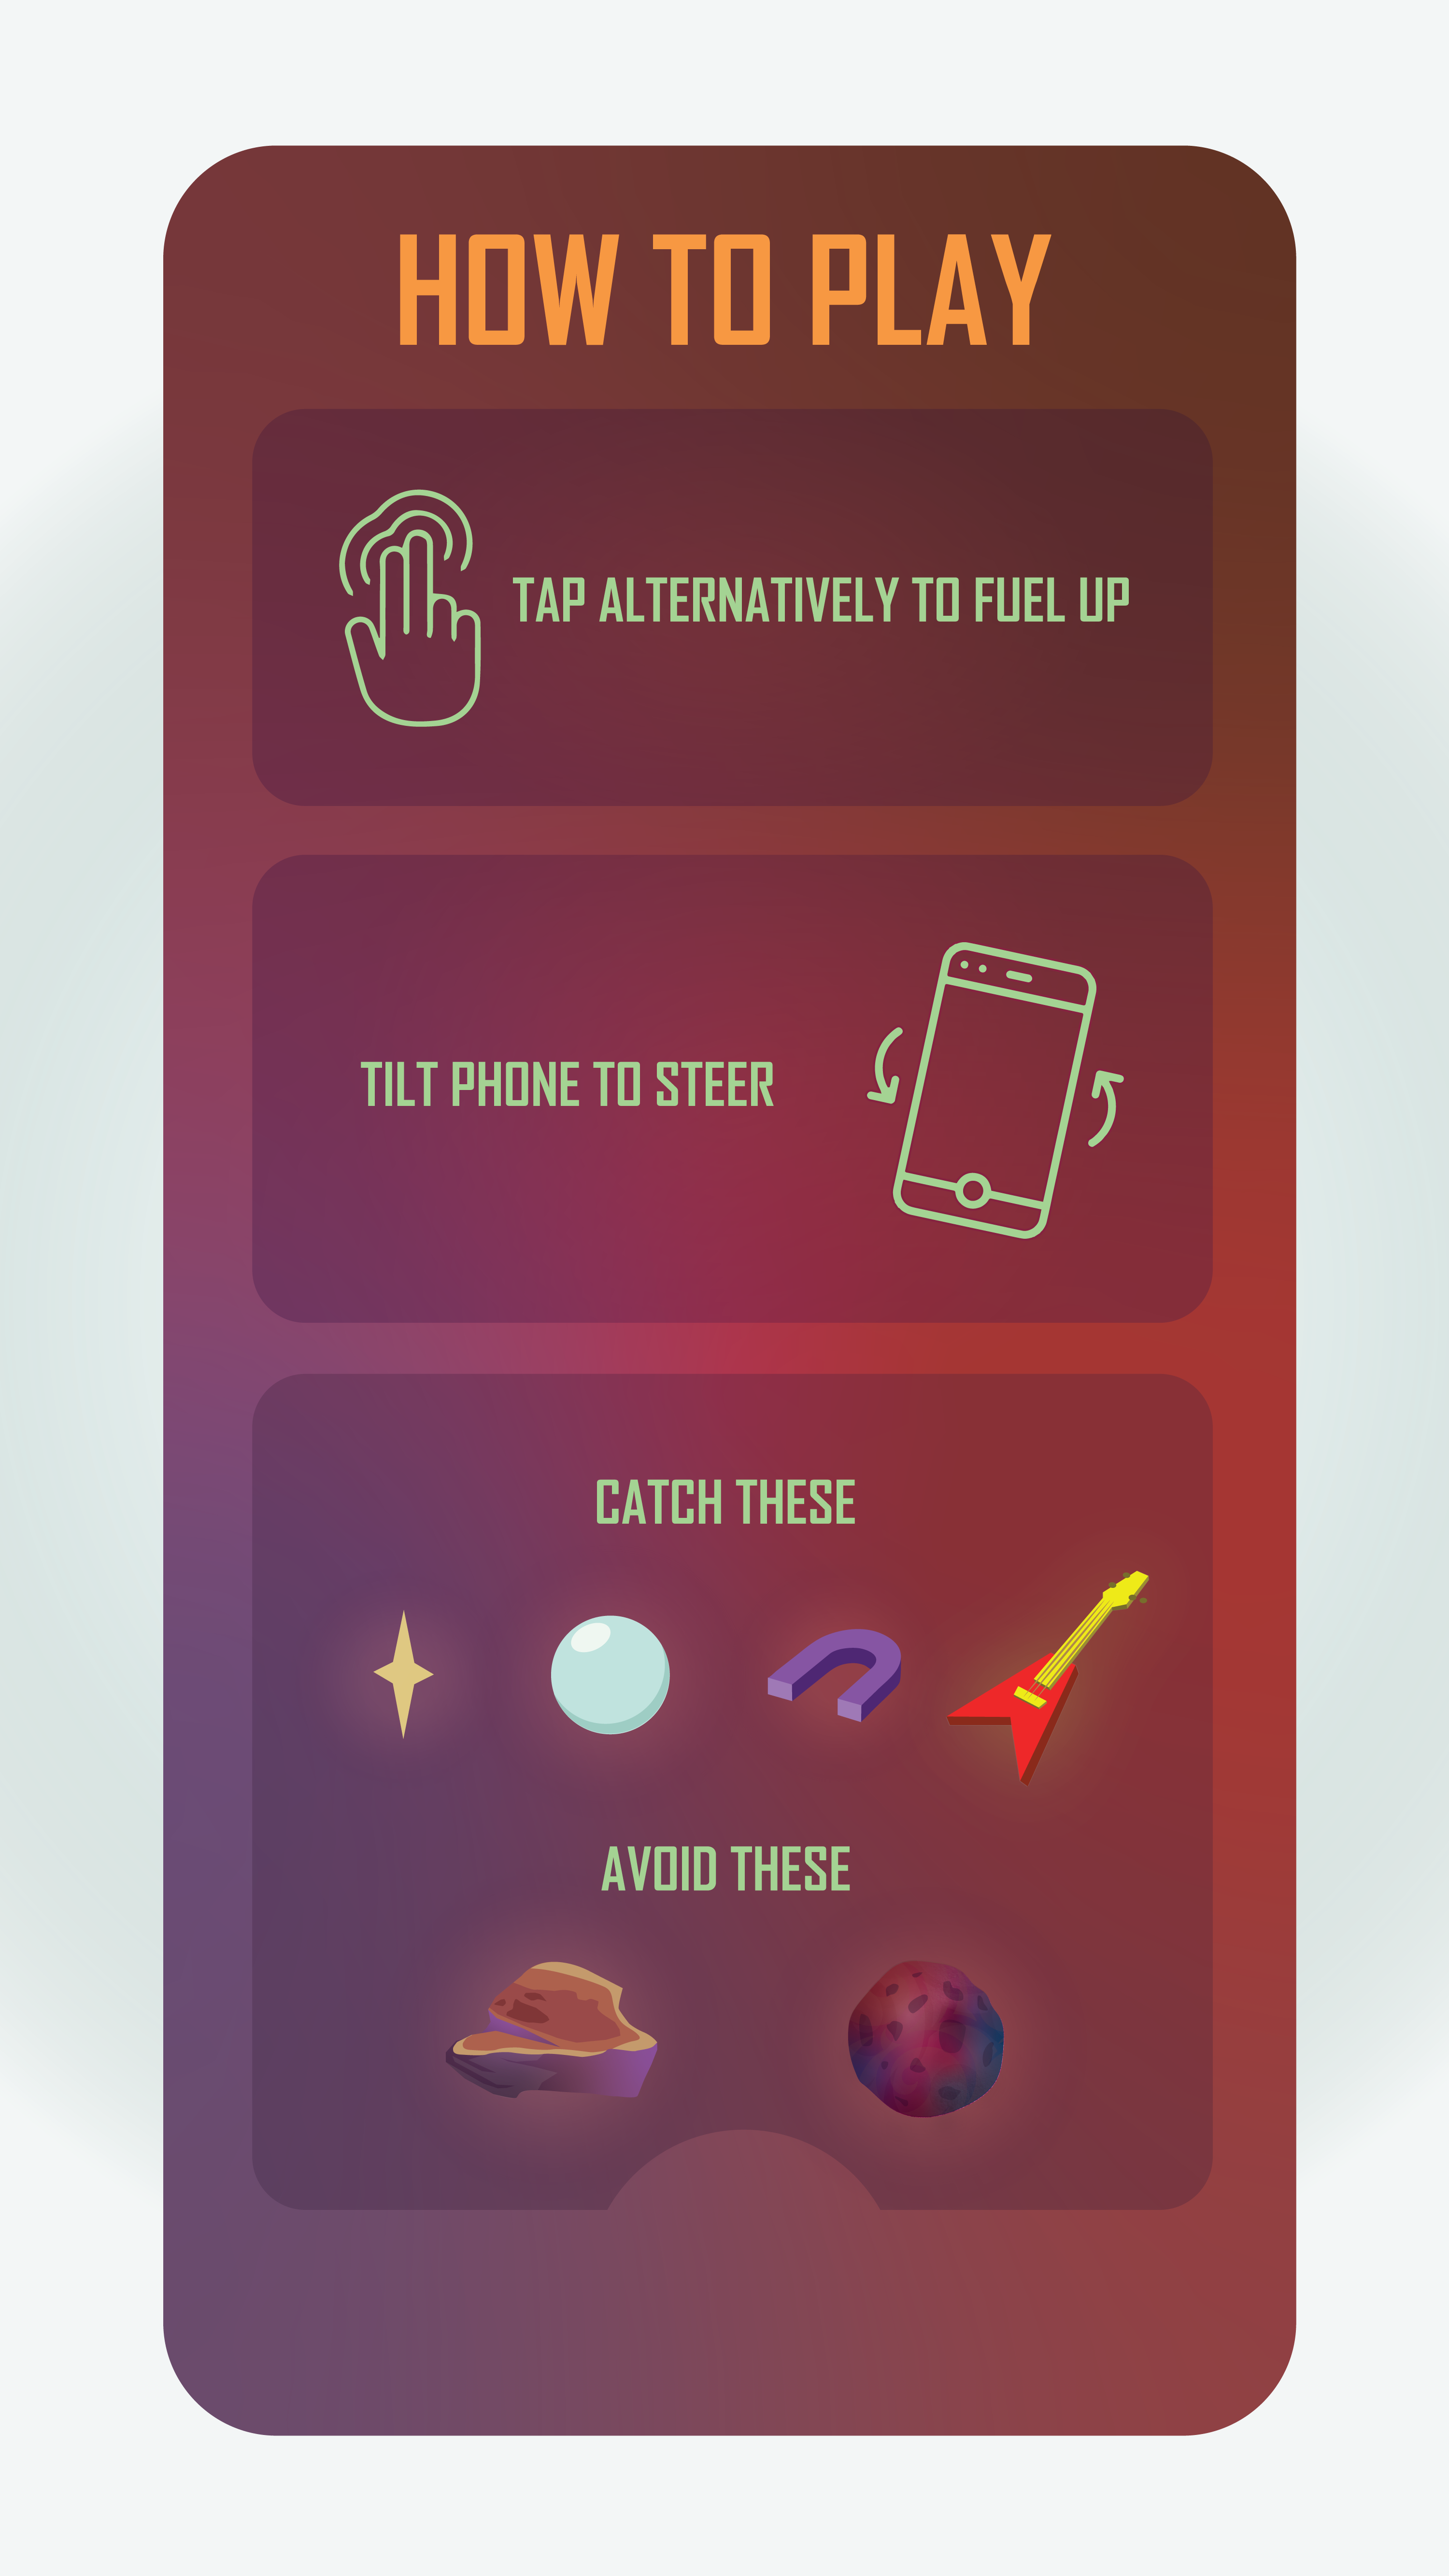 HOW TO PLAY
TAP ALTERNATIVELY TO FUEL UP
TILT PHONE TO STEER
CATCH THESE
AVOID THESE